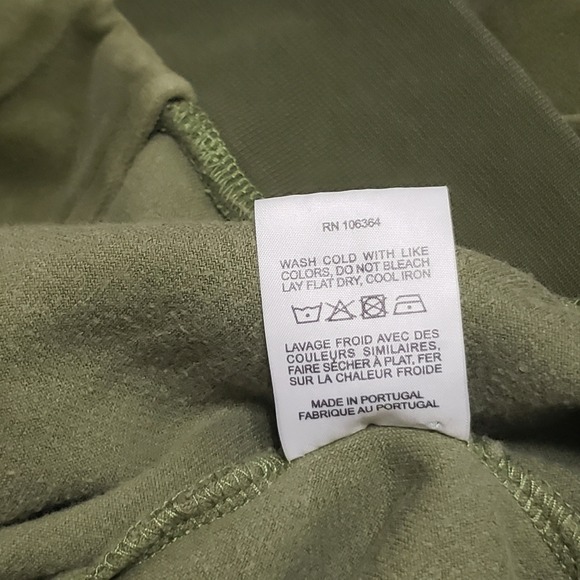 RN 106364
WASH COLD WITH LIKE
COLORS, DO NOT BLEACH
LAY FLAT DRY, COOL IRON
LAVAGE FROID AVEC DES
COULEURS SIMILAIRES,
FAIRE SÉCHER À PLAT, FER
SUR LA CHALEUR FROIDE
MADE IN PORTUGAL
FABRIQUE AU PORTUGAL